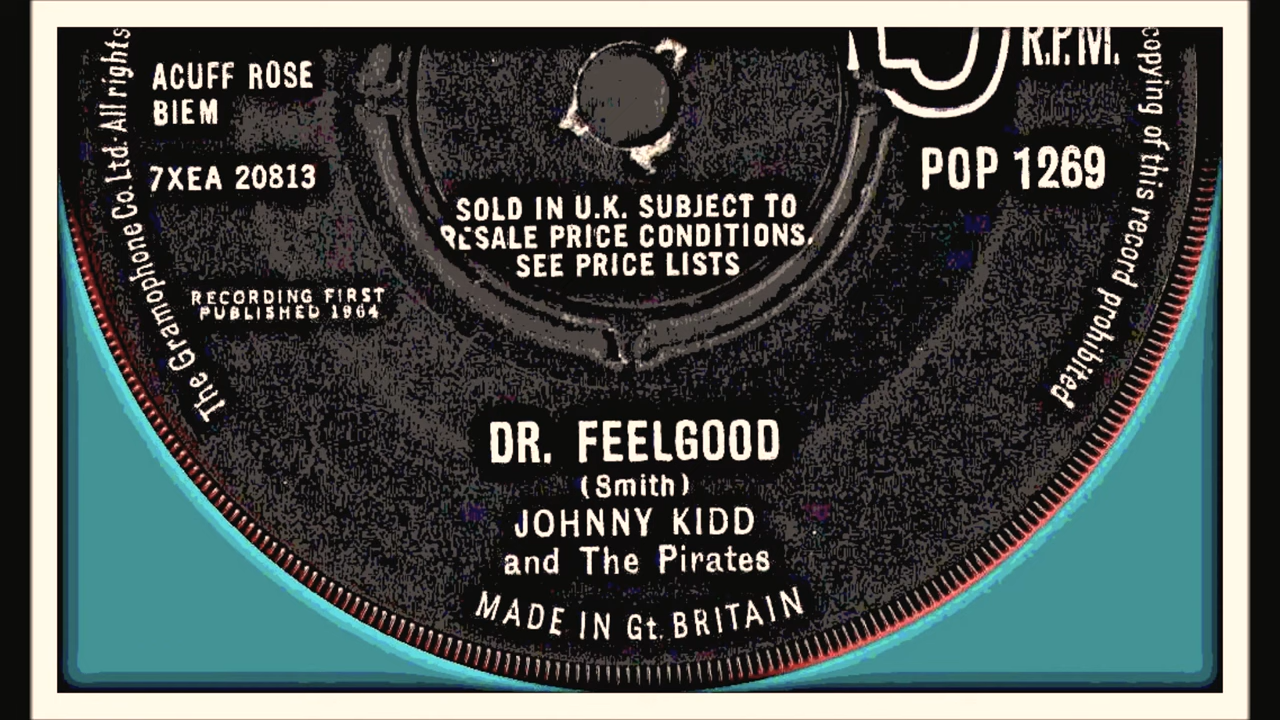 The Gramophone Co. Ltd. All rights
ACUFF ROSE
BIEM
7XEA 20813
RECORDING FIRST
PUBLISHED 1964
R.P.M.
POP 1269
copying of this record prohibited
SOLD IN U.K. SUBJECT TO
RESALE PRICE CONDITIONS.
SEE PRICE LISTS
DR. FEELGOOD
(Smith)
JOHNNY KIDD
and The Pirates
MADE IN Gt. BRITAIN